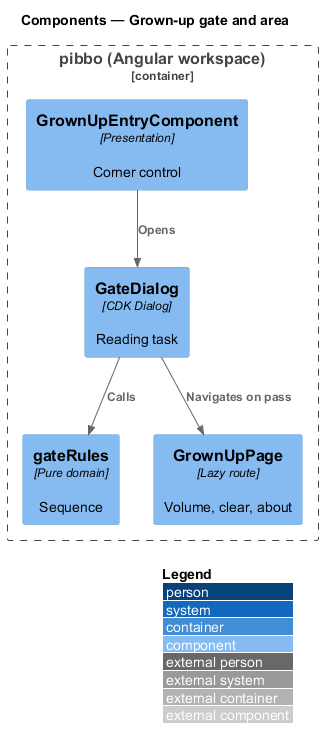 Components — Grown-up gate and area
pibbo (Angular workspace)
[container]
GrownUpEntryComponent
[Presentation]
Corner control
Opens
GateDialog
[CDK Dialog]
Reading task
Calls
Navigates on pass
gateRules
[Pure domain]
Sequence
GrownUpPage
[Lazy route]
Volume, clear, about
Legend
person
system
container
component
external person
external system
external container
external component